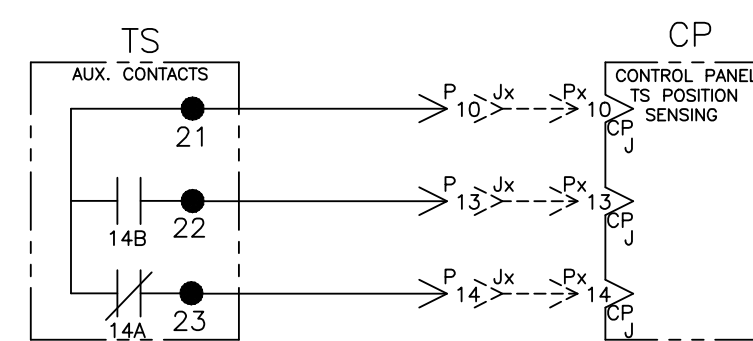 TS
AUX. CONTACTS
21
14B
22
14A
23
P
10
Jx
Px
10
P
13
Jx
Px
13
P
14
Jx
Px
14
CP
CONTROL PANEL
TS POSITION
SENSING
CP
J
CP
J
CP
J